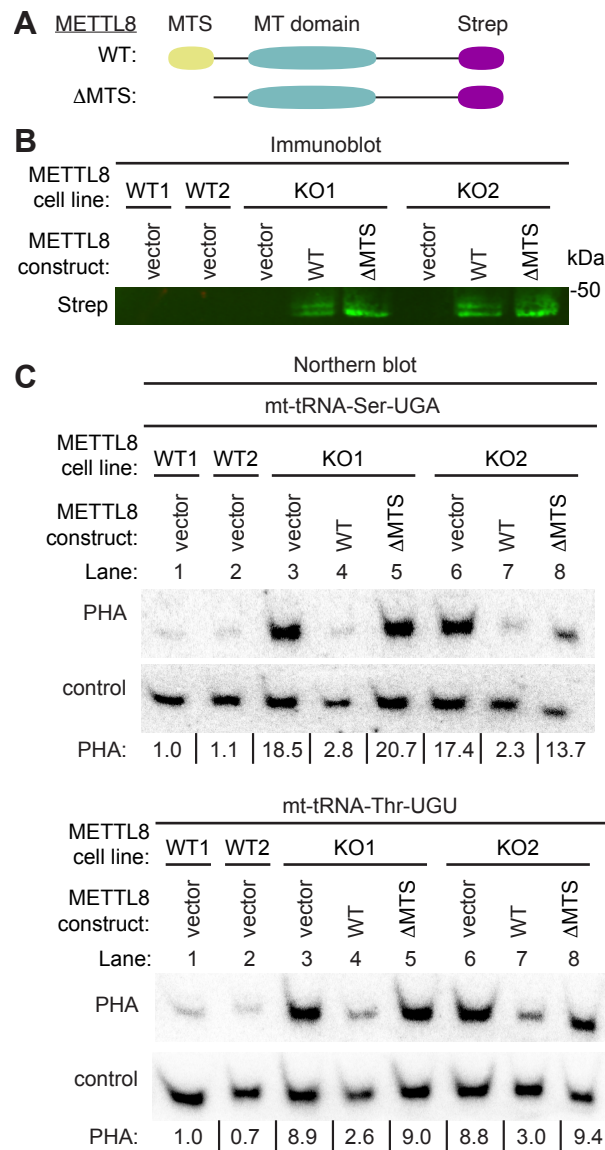 A
METTL8 MTS MT domain Strep
WT:
ΔMTS:
B
Immunoblot
METTL8 cell line: WT1 WT2 KO1 KO2
METTL8 construct: vector vector vector WT ΔMTS vector WT ΔMTS kDa
Strep -50
C
Northern blot
mt-tRNA-Ser-UGA
METTL8 cell line: WT1 WT2 KO1 KO2
METTL8 construct: vector vector vector WT ΔMTS vector WT ΔMTS
Lane: 1 2 3 4 5 6 7 8
PHA
control
PHA: 1.0 1.1 18.5 2.8 20.7 17.4 2.3 13.7
mt-tRNA-Thr-UGU
METTL8 cell line: WT1 WT2 KO1 KO2
METTL8 construct: vector vector vector WT ΔMTS vector WT ΔMTS
Lane: 1 2 3 4 5 6 7 8
PHA
control
PHA: 1.0 0.7 8.9 2.6 9.0 8.8 3.0 9.4